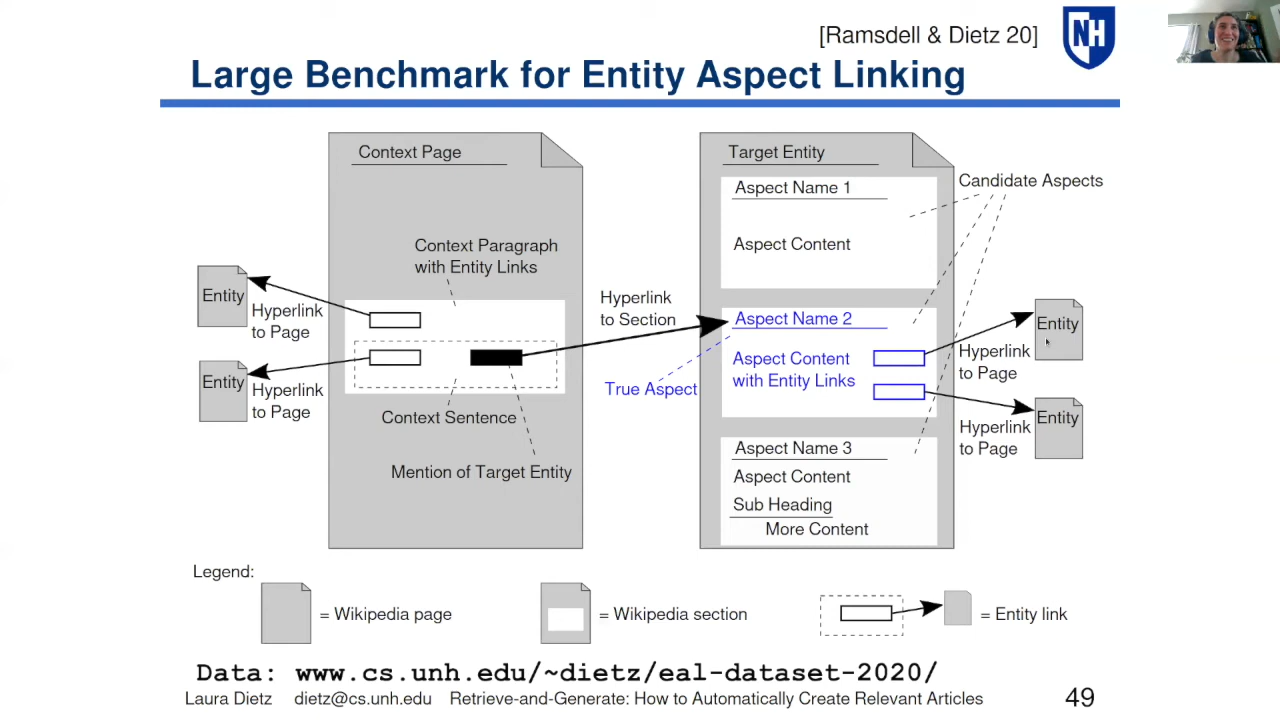 [Ramsdell & Dietz 20]
NH
Large Benchmark for Entity Aspect Linking
Context Page
Context Paragraph
with Entity Links
Entity
Hyperlink
to Page
Entity
Hyperlink
to Page
Context Sentence
Mention of Target Entity
Hyperlink
to Section
True Aspect
Target Entity
Aspect Name 1
Aspect Content
Aspect Name 2
Aspect Content
with Entity Links
Aspect Name 3
Aspect Content
Sub Heading
More Content
Candidate Aspects
Entity
Hyperlink
to Page
Entity
Hyperlink
to Page
Legend:
= Wikipedia page
= Wikipedia section
= Entity link
Data: www.cs.unh.edu/~dietz/eal-dataset-2020/
Laura Dietz dietz@cs.unh.edu Retrieve-and-Generate: How to Automatically Create Relevant Articles
49